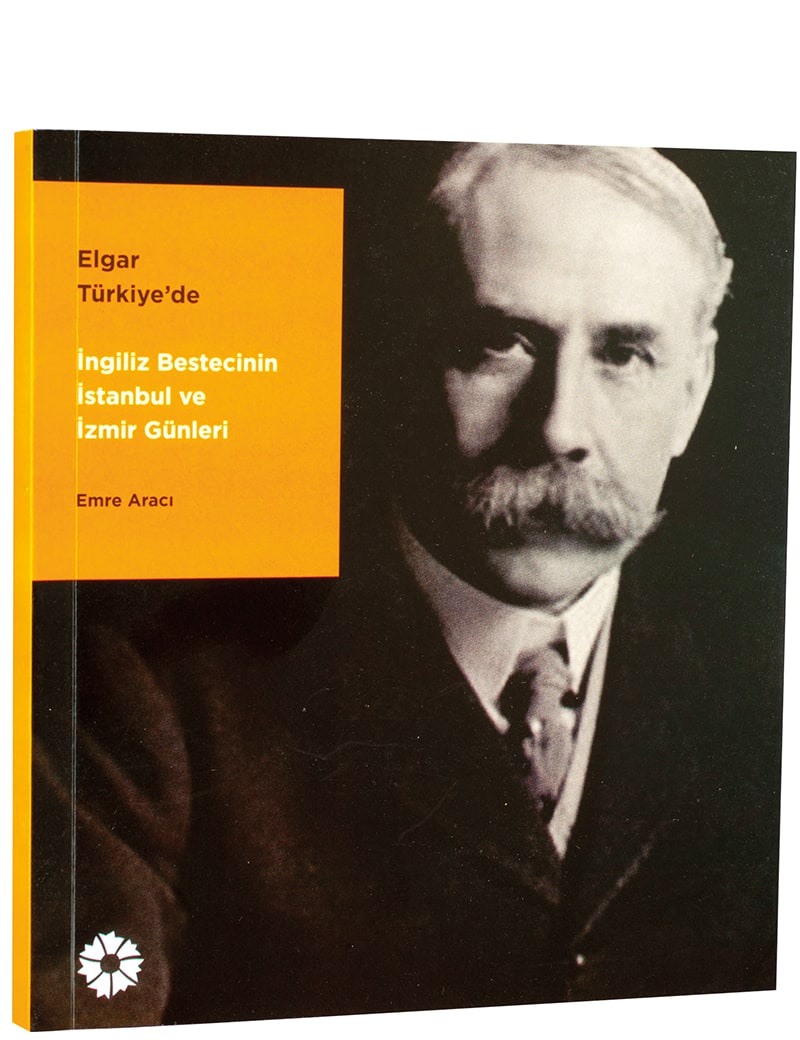 Elgar
Türkiye’de
İngiliz Bestecinin
İstanbul ve
İzmir Günleri
Emre Aracı